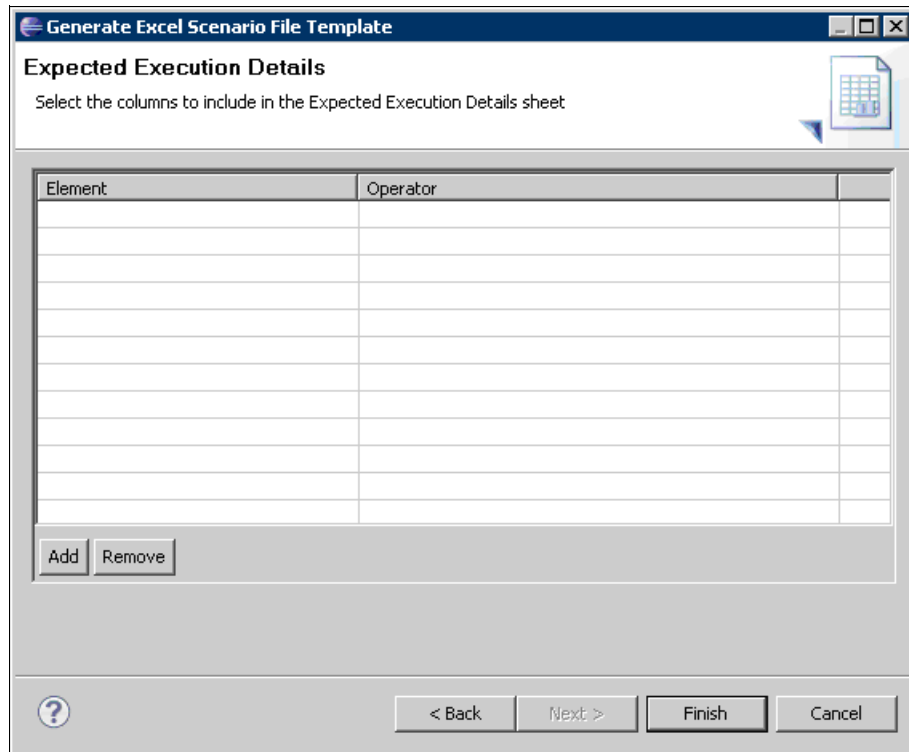 Generate Excel Scenario File Template
Expected Execution Details
Select the columns to include in the Expected Execution Details sheet
Element Operator
Add Remove
? < Back Next > Finish Cancel